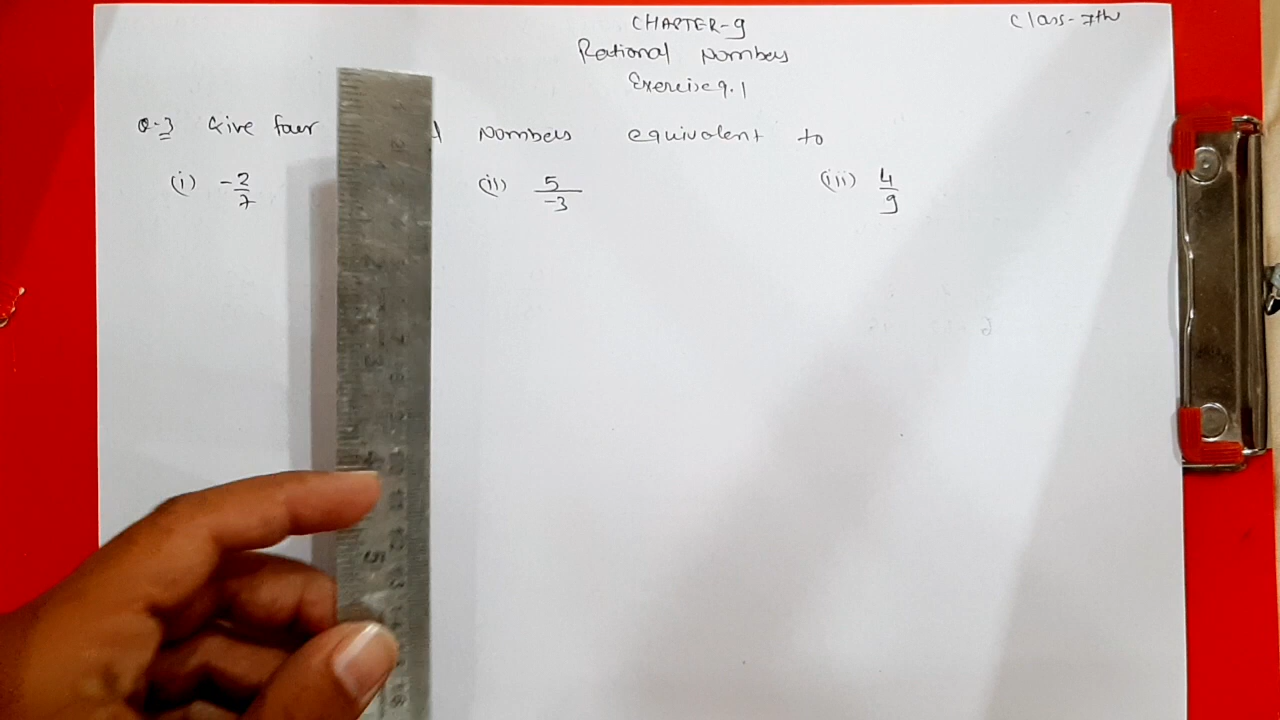 CHAPTER-9
Class-7th
Rational Numbers
Exercise 9.1
Q-3 Give four Numbers equivalent to
(i) -2/7 (ii) 5/-3 (iii) 4/9